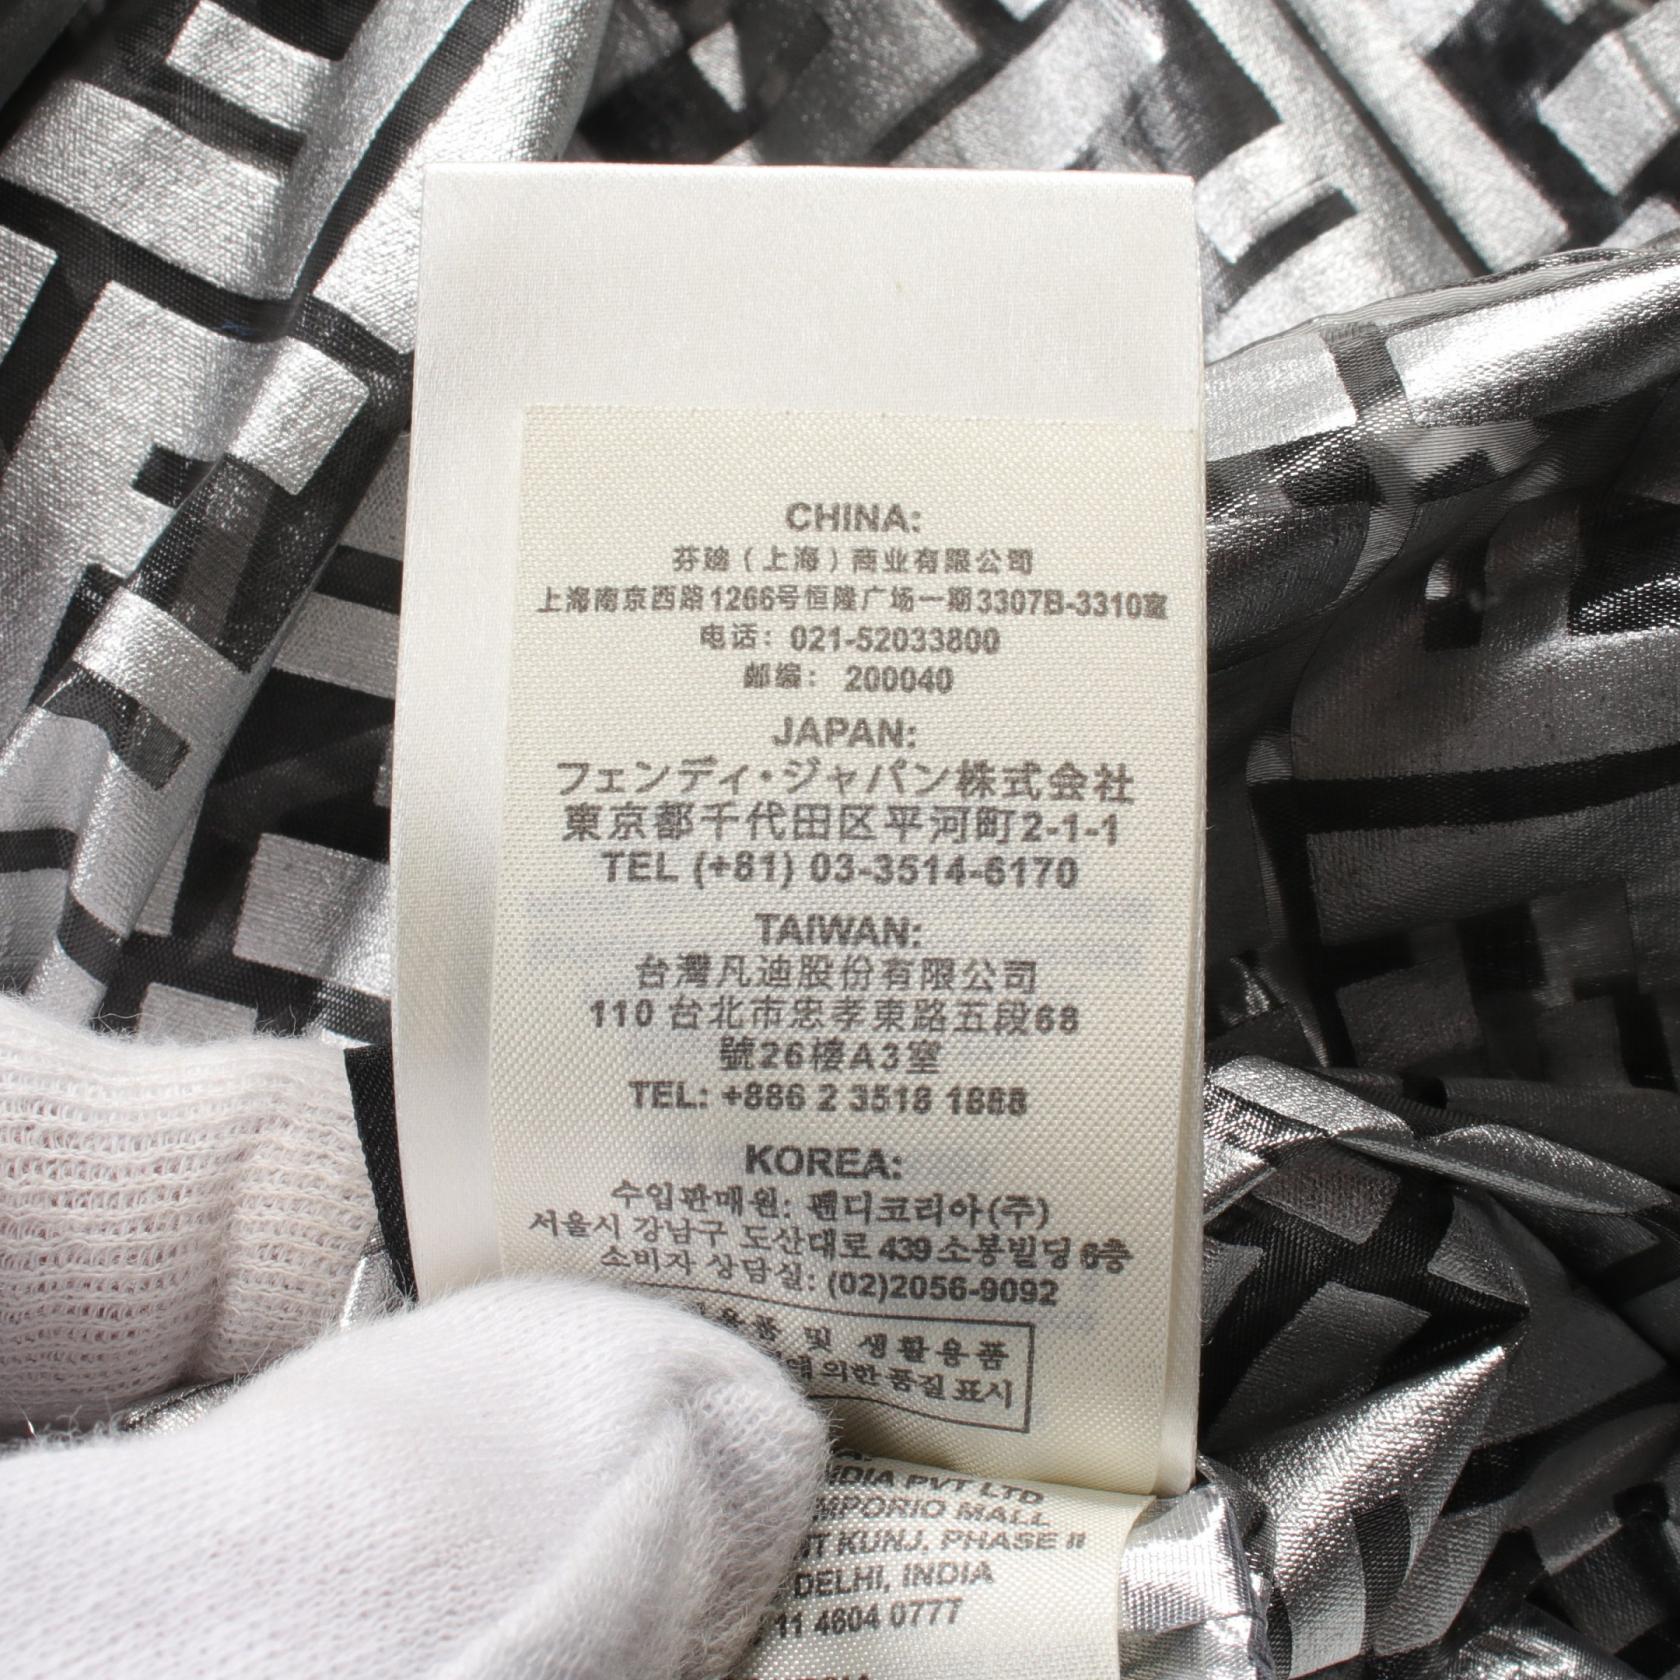 CHINA:
芬迪（上海）商业有限公司
上海南京西路1266号恒隆广场一期3307B-3310室
电话：021-52033800
邮编：200040
JAPAN:
フェンディ・ジャパン株式会社
東京都千代田区平河町2-1-1
TEL (+81) 03-3514-6170
TAIWAN:
台灣凡迪股份有限公司
110 台北市忠孝東路五段68
號26樓A3室
TEL: +886 2 3518 1888
KOREA:
수입판매원: 펜디코리아(주)
서울시 강남구 도산대로 439 소봉빌딩 6층
소비자 상담실: (02)2056-9092
및 생활용품
의한 품질표시
PVT LTD
MALL
KUNJ, PHASE II
DELHI, INDIA
11 4604 0777